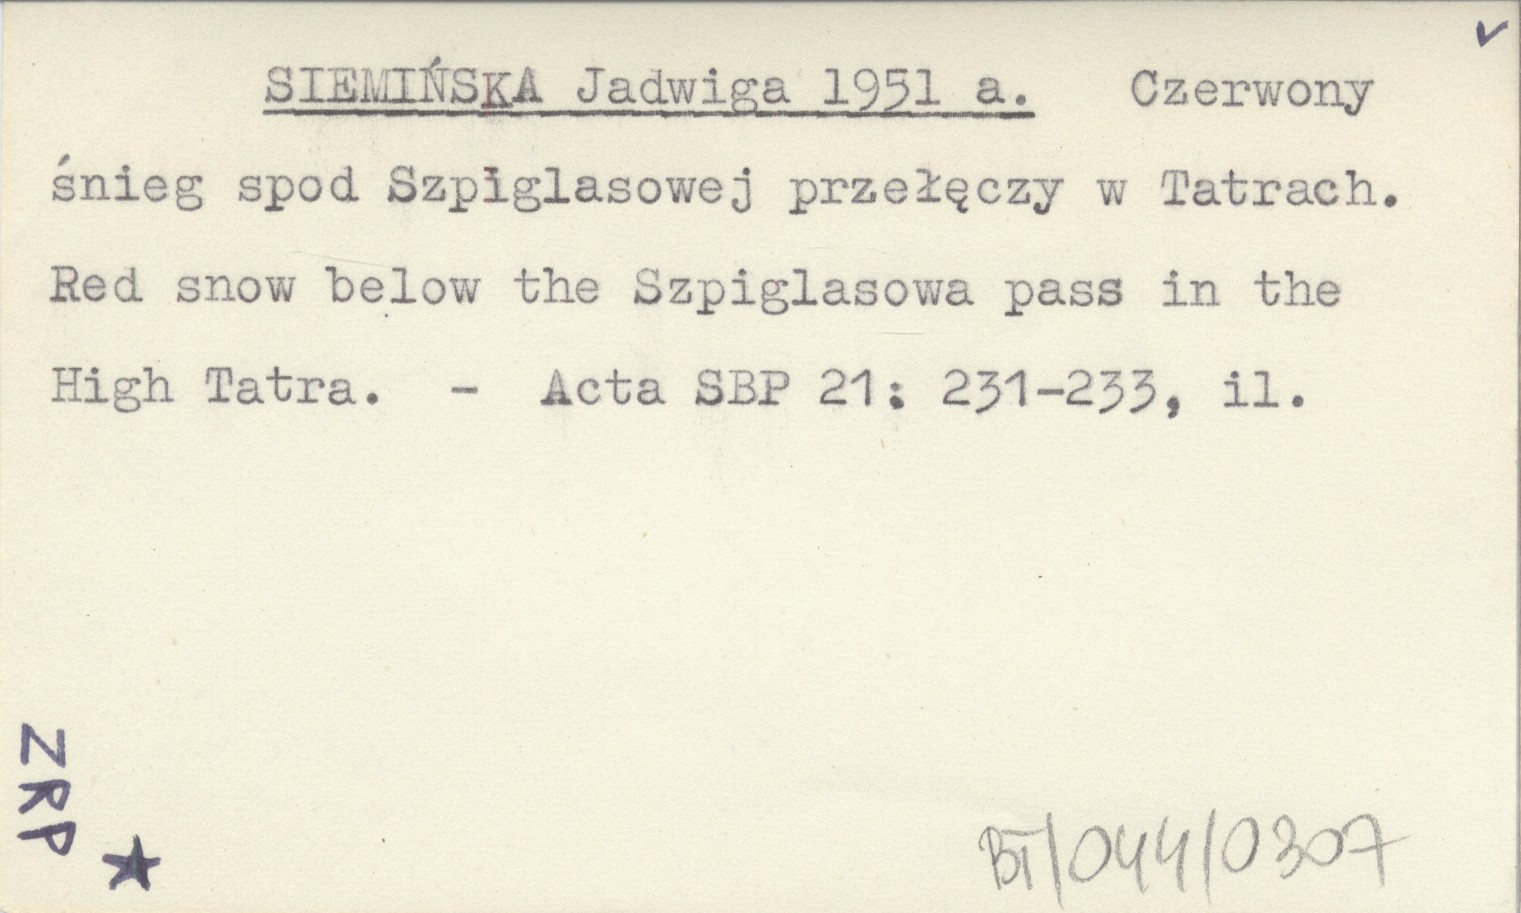 SIEMIŃSKA Jadwiga 1951 a. Czerwony
śnieg spod Szpiglasowej przełęczy w Tatrach.
Red snow below the Szpiglasowa pass in the
High Tatra. - Acta SBP 21: 231-233, il.
ZRP
BT/044/0307